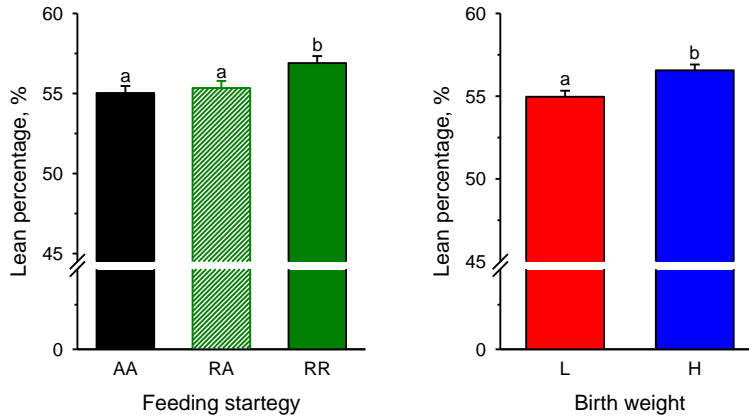 60
55
50
45
0
Lean percentage, %
a
a
b
AA
RA
RR
Feeding startegy
60
55
50
45
0
Lean percentage, %
a
b
L
H
Birth weight